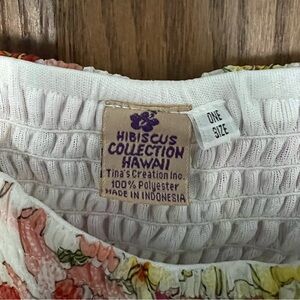 HIBISCUS
COLLECTION
HAWAII
Tina's Creation Inc.
100% Polyester
MADE IN INDONESIA
ONE
SIZE